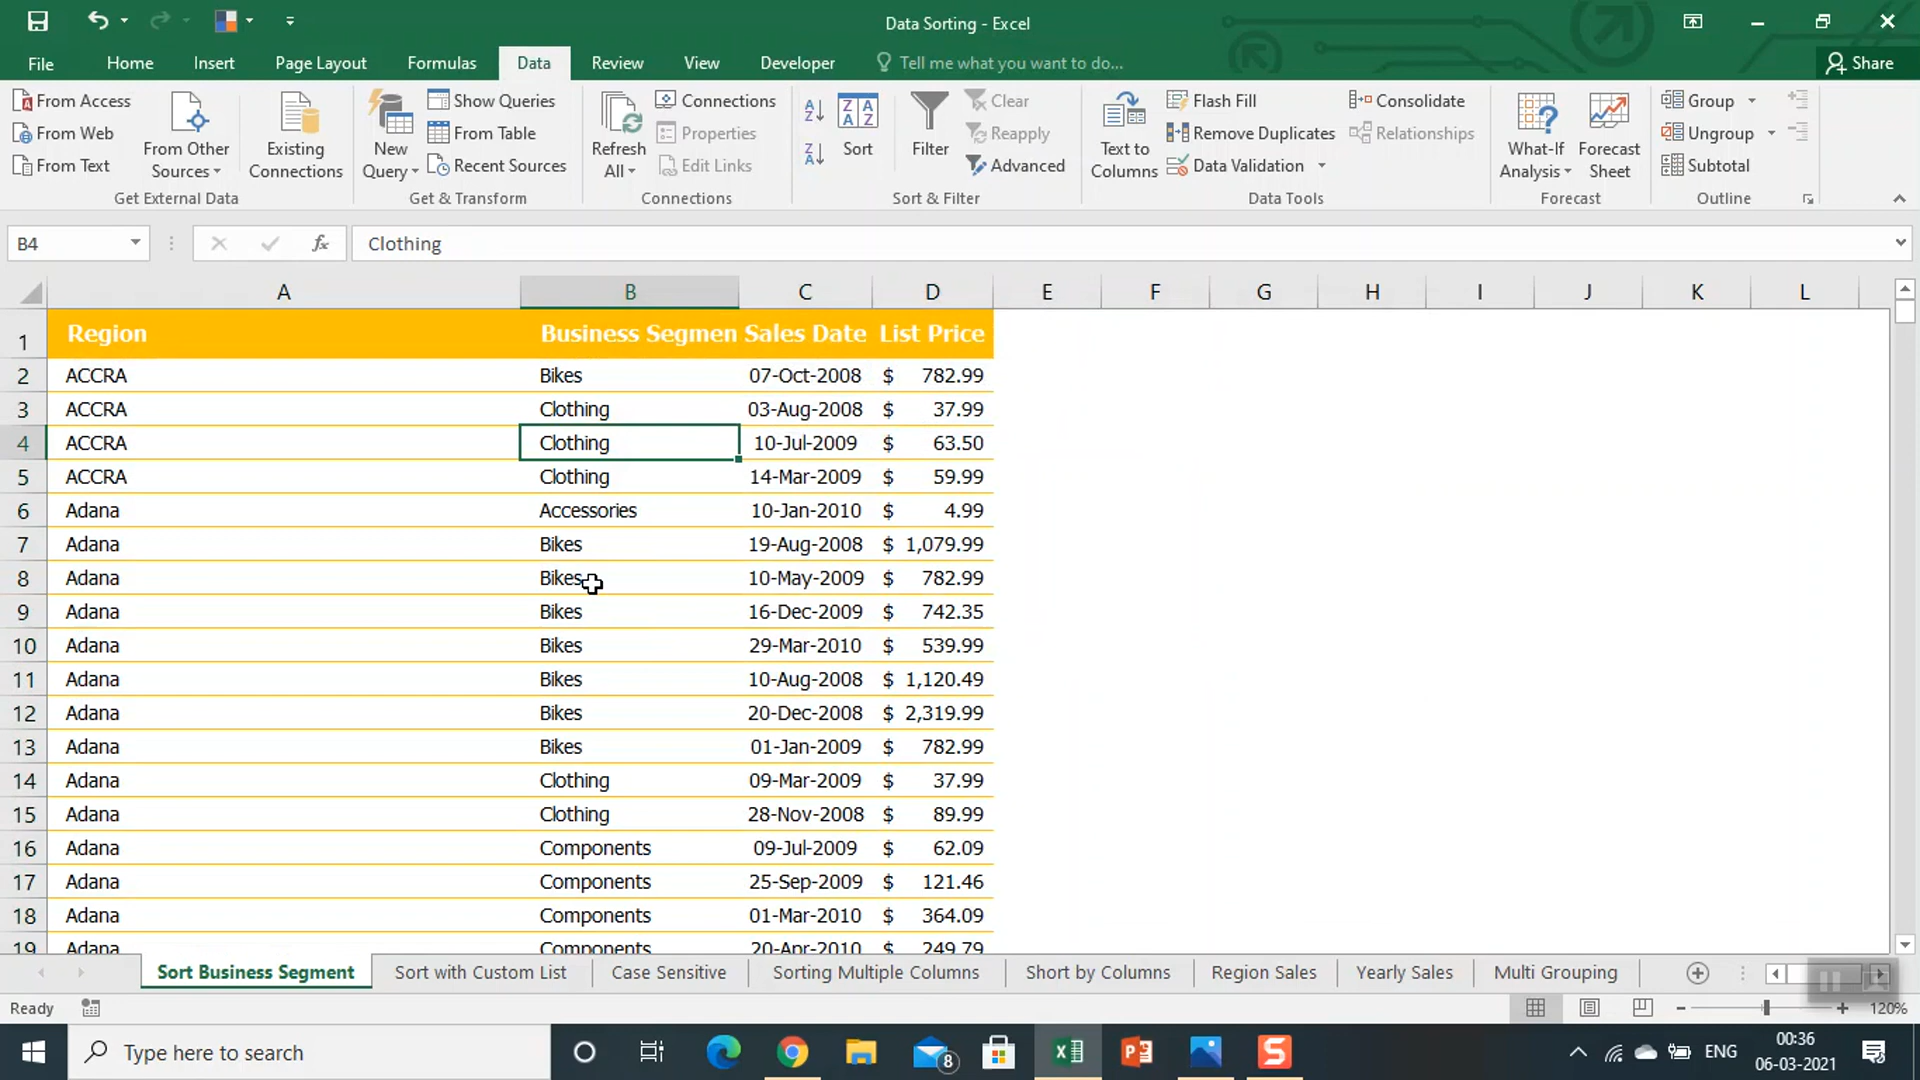 Data Sorting - Excel
File Home Insert Page Layout Formulas Data Review View Developer Tell me what you want to do... Share
From Access
From Web
From Text
From Other Sources
Existing Connections
Get External Data
New Query
Show Queries
From Table
Recent Sources
Get & Transform
Refresh All
Connections
Properties
Edit Links
Connections
A Z
Z A
Z A A Z
Sort
Filter
Clear
Reapply
Advanced
Sort & Filter
Text to Columns
Flash Fill
Remove Duplicates
Data Validation
Consolidate
Relationships
Data Tools
What-If Analysis
Forecast Sheet
Forecast
Group
Ungroup
Subtotal
Outline
B4 fx Clothing
A B C D E F G H I J K L
1 Region Business Segmen Sales Date List Price
2 ACCRA Bikes 07-Oct-2008 $ 782.99
3 ACCRA Clothing 03-Aug-2008 $ 37.99
4 ACCRA Clothing 10-Jul-2009 $ 63.50
5 ACCRA Clothing 14-Mar-2009 $ 59.99
6 Adana Accessories 10-Jan-2010 $ 4.99
7 Adana Bikes 19-Aug-2008 $ 1,079.99
8 Adana Bikes 10-May-2009 $ 782.99
9 Adana Bikes 16-Dec-2009 $ 742.35
10 Adana Bikes 29-Mar-2010 $ 539.99
11 Adana Bikes 10-Aug-2008 $ 1,120.49
12 Adana Bikes 20-Dec-2008 $ 2,319.99
13 Adana Bikes 01-Jan-2009 $ 782.99
14 Adana Clothing 09-Mar-2009 $ 37.99
15 Adana Clothing 28-Nov-2008 $ 89.99
16 Adana Components 09-Jul-2009 $ 62.09
17 Adana Components 25-Sep-2009 $ 121.46
18 Adana Components 01-Mar-2010 $ 364.09
19 Adana Components 20-Apr-2010 $ 249.79
Sort Business Segment Sort with Custom List Case Sensitive Sorting Multiple Columns Short by Columns Region Sales Yearly Sales Multi Grouping
Ready 120%
Type here to search 8 ENG 00:36
06-03-2021